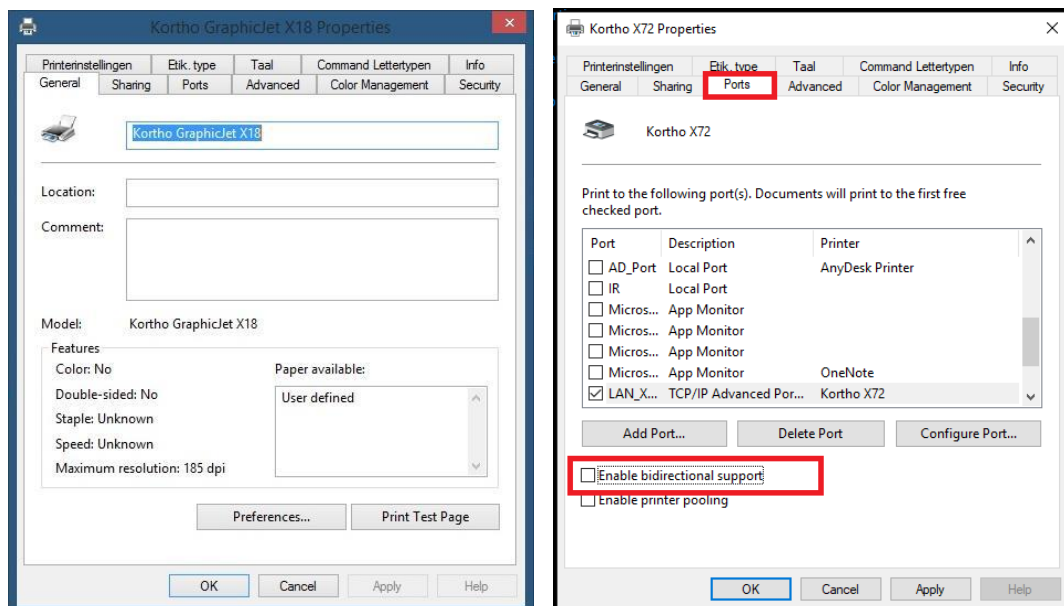 Kortho GraphicJet X18 Properties
Printerinstellingen Etik. type Taal Command Lettertypen Info
General Sharing Ports Advanced Color Management Security
Kortho GraphicJet X18
Location:
Comment:
Model: Kortho GraphicJet X18
Features
Color: No Paper available:
Double-sided: No User defined
Staple: Unknown
Speed: Unknown
Maximum resolution: 185 dpi
Preferences... Print Test Page
OK Cancel Apply Help
Kortho X72 Properties
Printerinstellingen Etik. type Taal Command Lettertypen Info
General Sharing Ports Advanced Color Management Security
Kortho X72
Print to the following port(s). Documents will print to the first free
checked port.
Port Description Printer
AD_Port Local Port AnyDesk Printer
IR Local Port
Micros... App Monitor
Micros... App Monitor
Micros... App Monitor
Micros... App Monitor OneNote
LAN_X... TCP/IP Advanced Por... Kortho X72
Add Port... Delete Port Configure Port...
Enable bidirectional support
Enable printer pooling
OK Cancel Apply Help